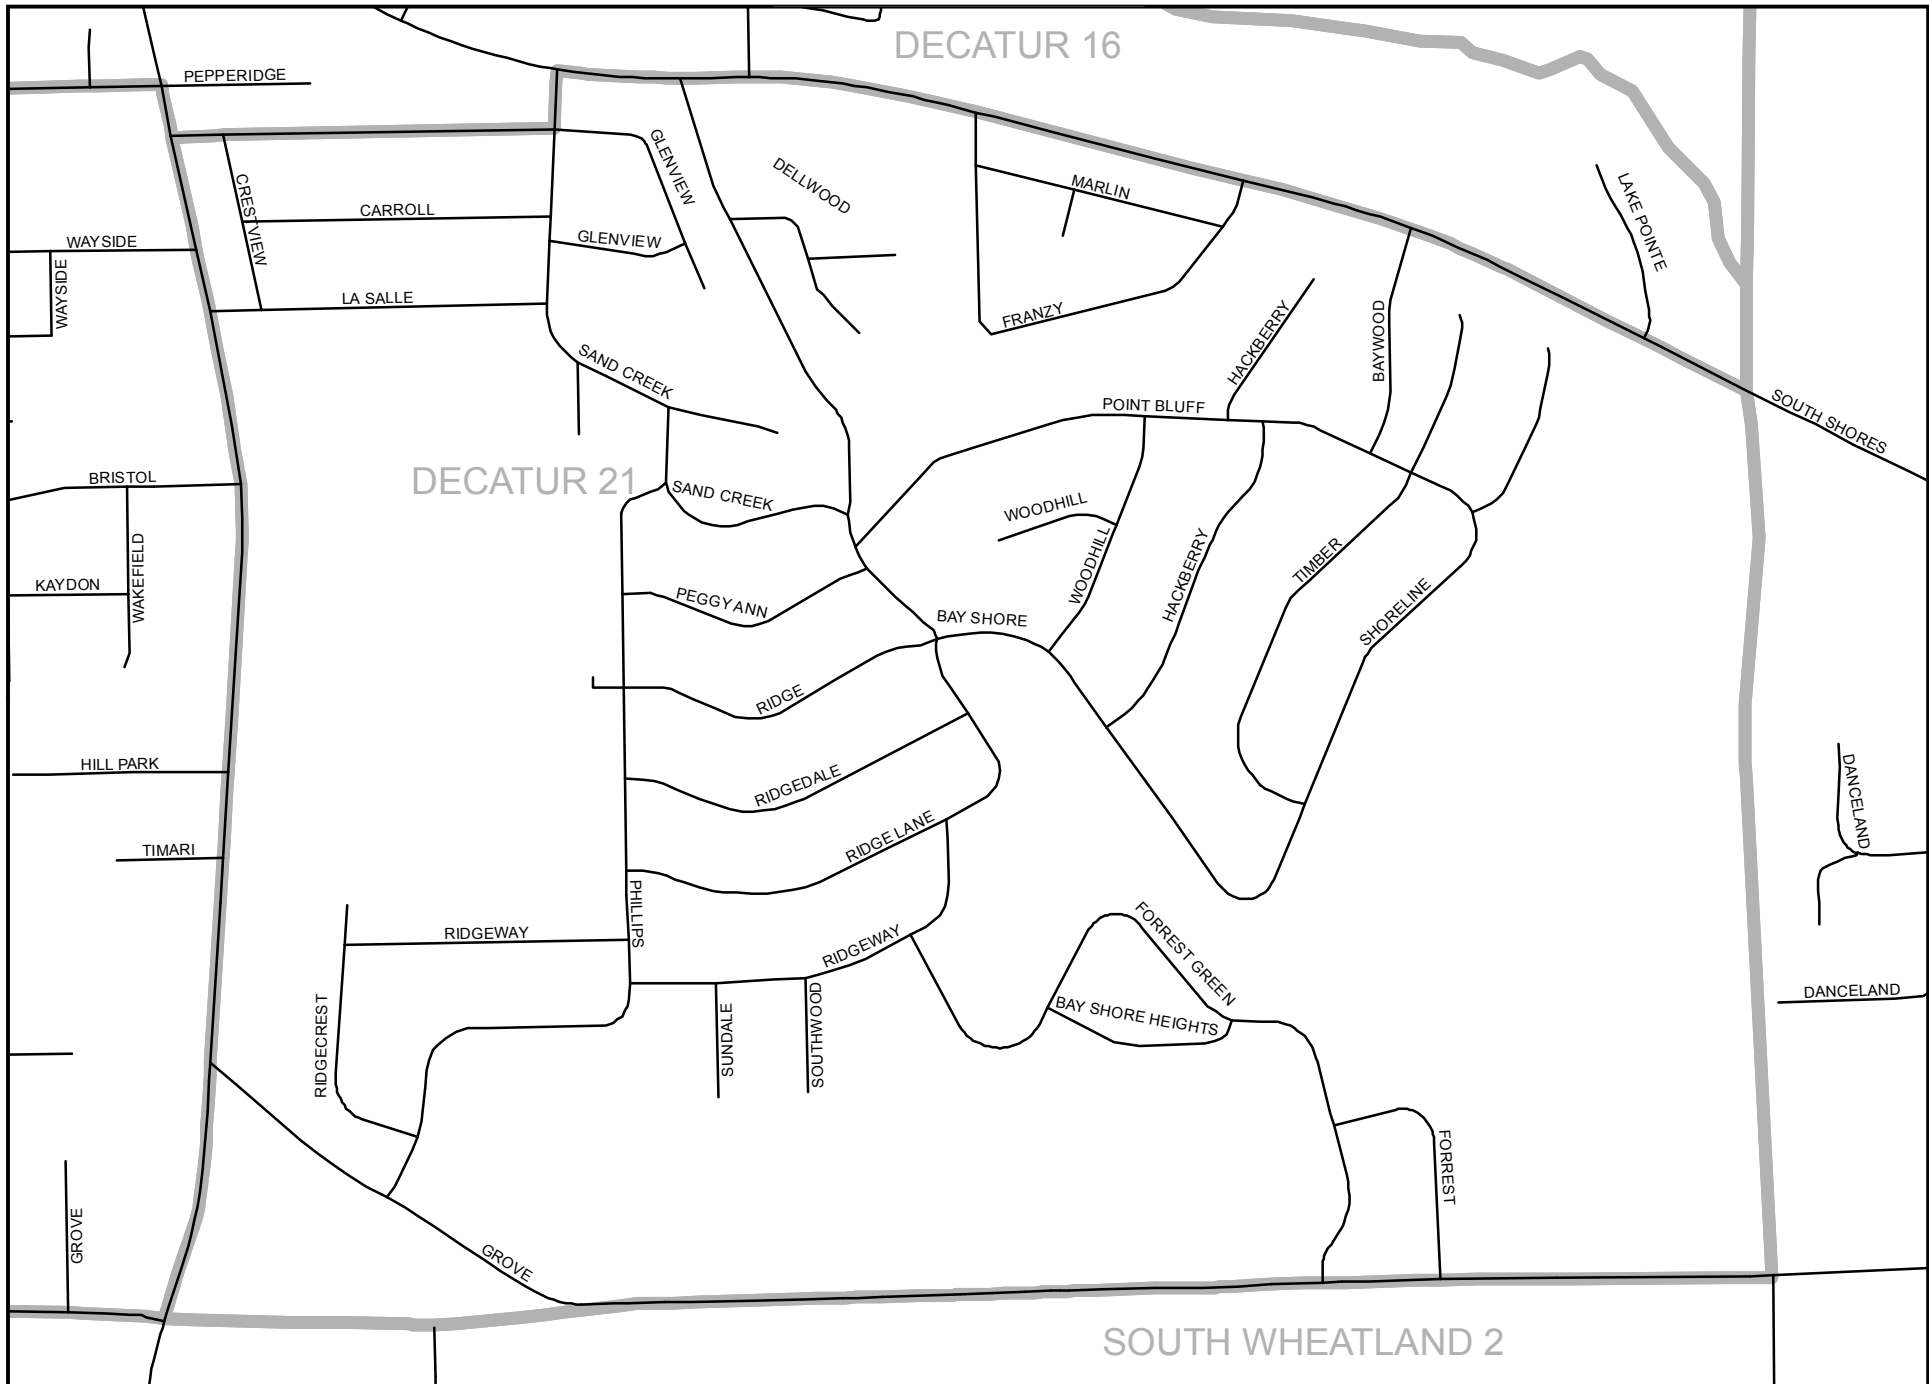 DECATUR 16
PEPPERIDGE
GLENVIEW
DELLWOOD
MARLIN
LAKE POINTE
CRESTVIEW
CARROLL
GLENVIEW
WAYSIDE
WAYSIDE
LA SALLE
FRANZY
HACKBERRY
BAYWOOD
SAND CREEK
POINT BLUFF
SOUTH SHORES
DECATUR 21
BRISTOL
SAND CREEK
WOODHILL
WOODHILL
HACKBERRY
TIMBER
WAKEFIELD
KAYDON
PEGGY ANN
BAY SHORE
SHORELINE
RIDGE
HILL PARK
RIDGEDALE
DANCELAND
TIMARI
RIDGE LANE
PHILLIPS
RIDGEWAY
RIDGEWAY
FORREST GREEN
DANCELAND
RIDGECREST
SUNDALE
SOUTHWOOD
BAY SHORE HEIGHTS
FORREST
GROVE
GROVE
SOUTH WHEATLAND 2